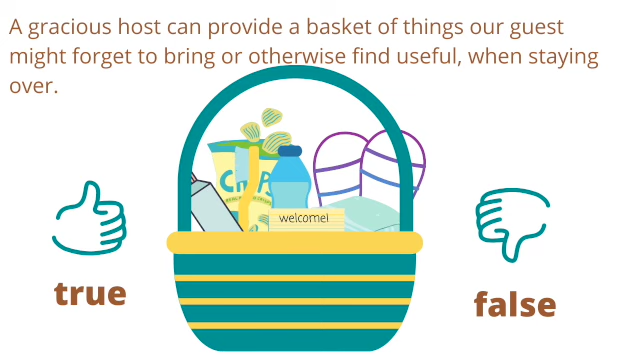 A gracious host can provide a basket of things our guest
might forget to bring or otherwise find useful, when staying
over.
CHIPS
welcome!
true
false